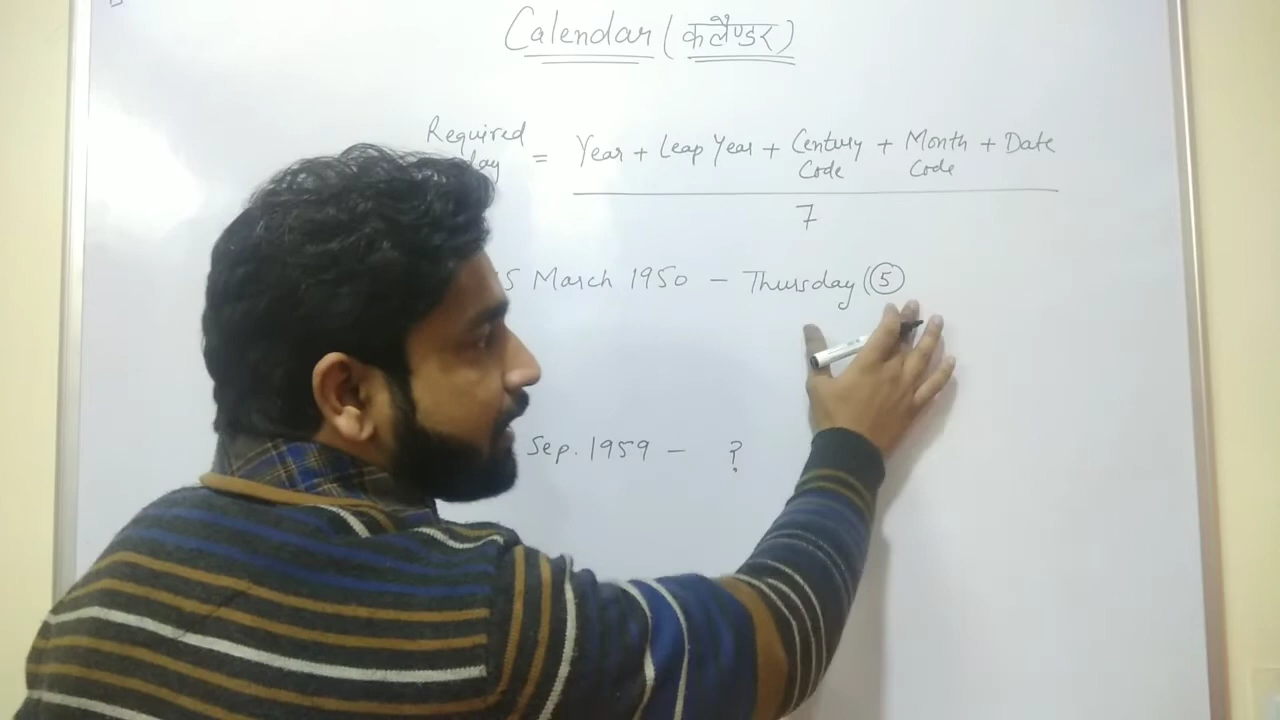 Calendar (कलैण्डर)
Required = Year + Leap Year + Century Code + Month Code + Date
7
March 1950 - Thursday (5)
Sep. 1959 - ?